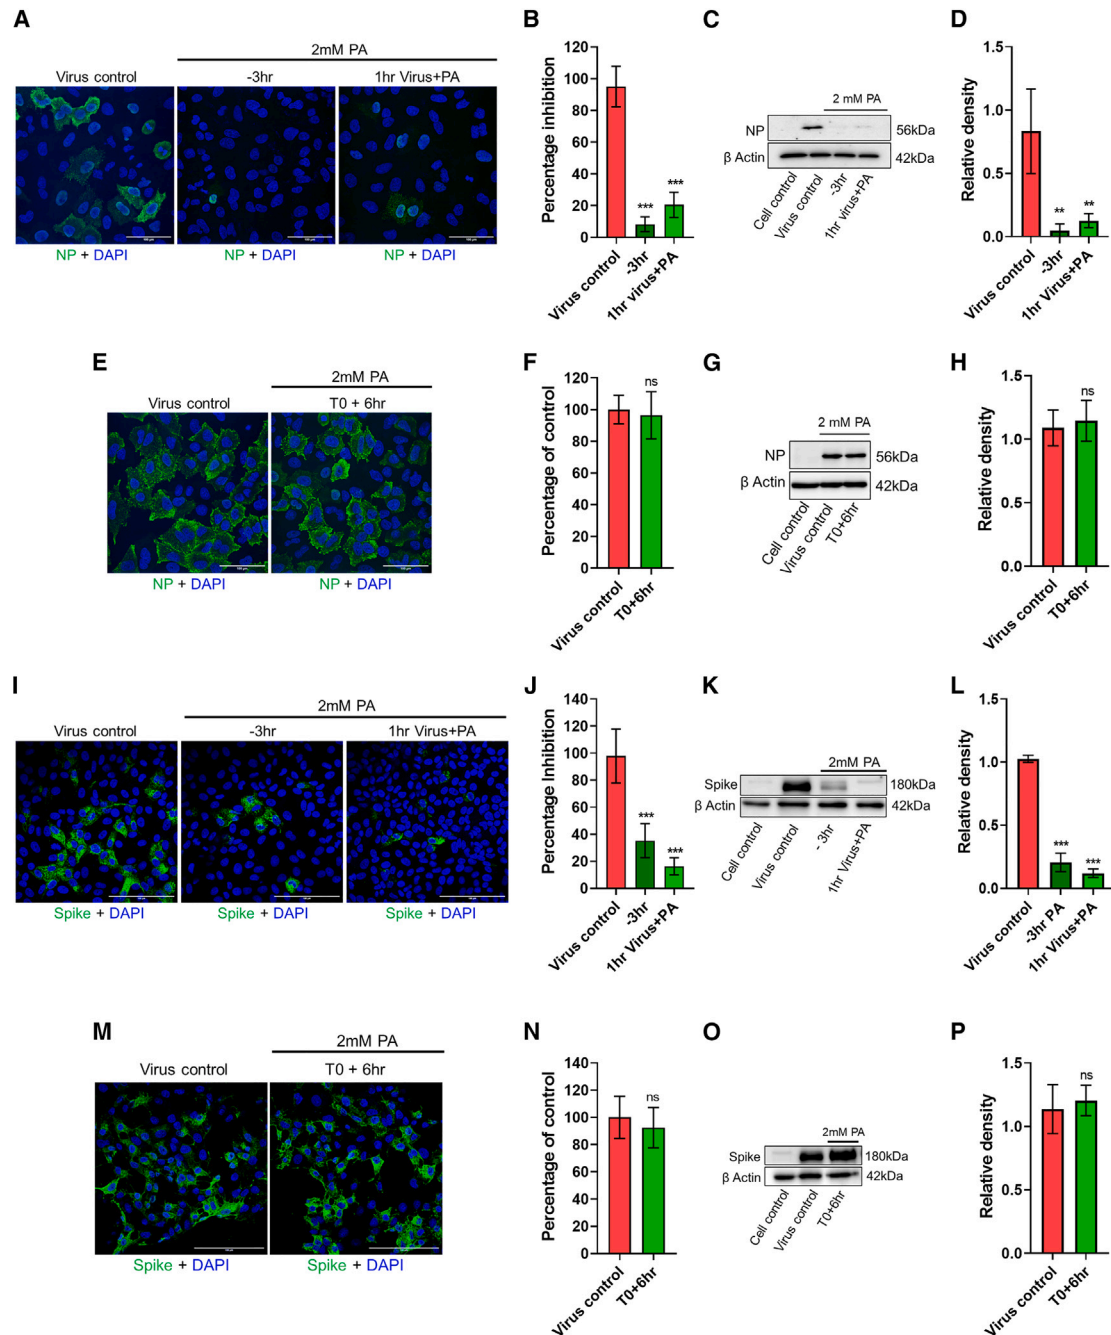 A
2mM PA
Virus control
-3hr
1hr Virus+PA
NP + DAPI
NP + DAPI
NP + DAPI
B
Percentage inhibition
120
100
80
60
40
20
0
***
***
Virus control
-3hr
1hr virus+PA
C
2 mM PA
NP
56kDa
β Actin
42kDa
Cell control
Virus control
-3hr
1hr virus+PA
D
Relative density
1.5
1.0
0.5
0.0
**
**
Virus control
-3hr
1hr Virus+PA
E
2mM PA
Virus control
T0 + 6hr
NP + DAPI
NP + DAPI
F
Percentage of control
120
100
80
60
40
20
0
ns
Virus control
T0+6hr
G
2 mM PA
NP
56kDa
β Actin
42kDa
Cell control
Virus control
T0+6hr
H
Relative density
1.5
1.0
0.5
0.0
ns
Virus control
T0+6hr
I
2mM PA
Virus control
-3hr
1hr Virus+PA
Spike + DAPI
Spike + DAPI
Spike + DAPI
J
Percentage Inhibition
140
120
100
80
60
40
20
0
***
***
Virus control
-3hr
1hr Virus+PA
K
2mM PA
Spike
180kDa
β Actin
42kDa
Cell control
Virus control
- 3hr
1hr Virus+PA
L
Relative density
1.5
1.0
0.5
0.0
***
***
Virus control
-3hr PA
1hr Virus+PA
M
2mM PA
Virus control
T0 + 6hr
Spike + DAPI
Spike + DAPI
N
Percentage of control
140
120
100
80
60
40
20
0
ns
Virus control
T0+6hr
O
2mM PA
Spike
180kDa
β Actin
42kDa
Cell control
Virus control
T0+6hr
P
Relative density
1.5
1.0
0.5
0.0
ns
Virus control
T0+6hr